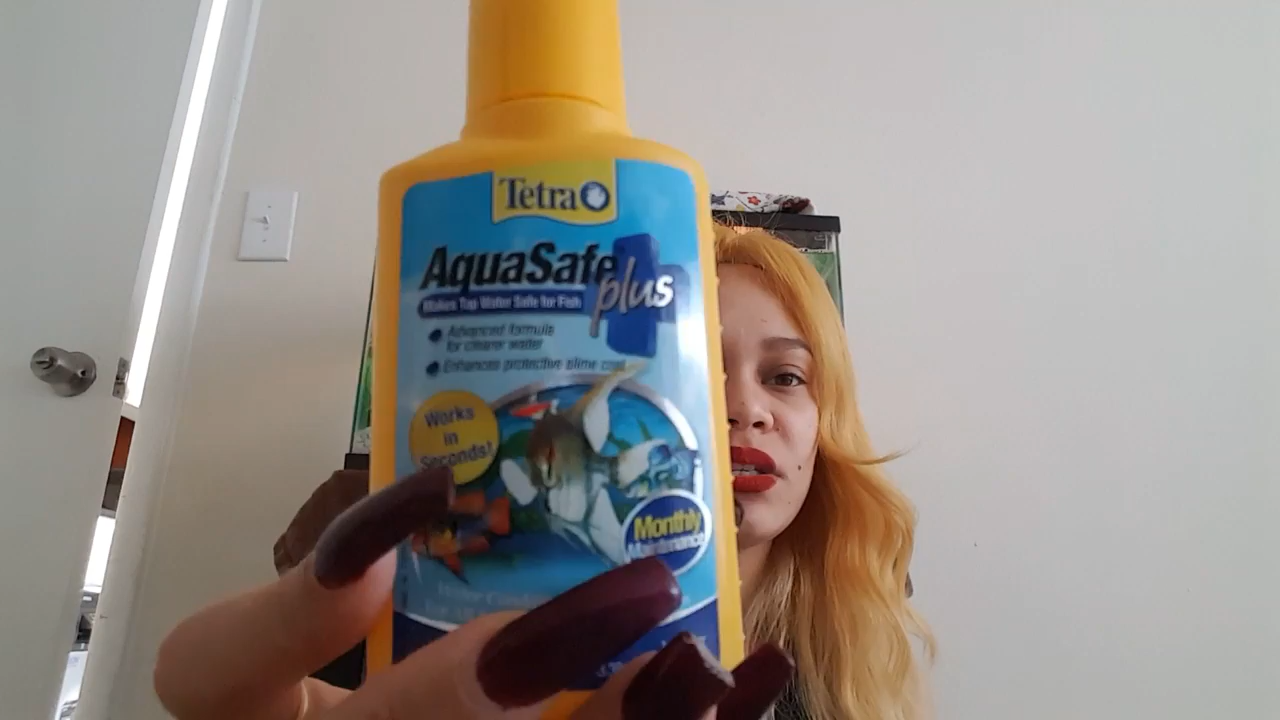 Tetra
AquaSafe
plus
Makes Tap Water Safe for Fish
Advanced formula
for clearer water
Enhances protective slime coat
Works
in
Seconds!
Monthly
Maintenance